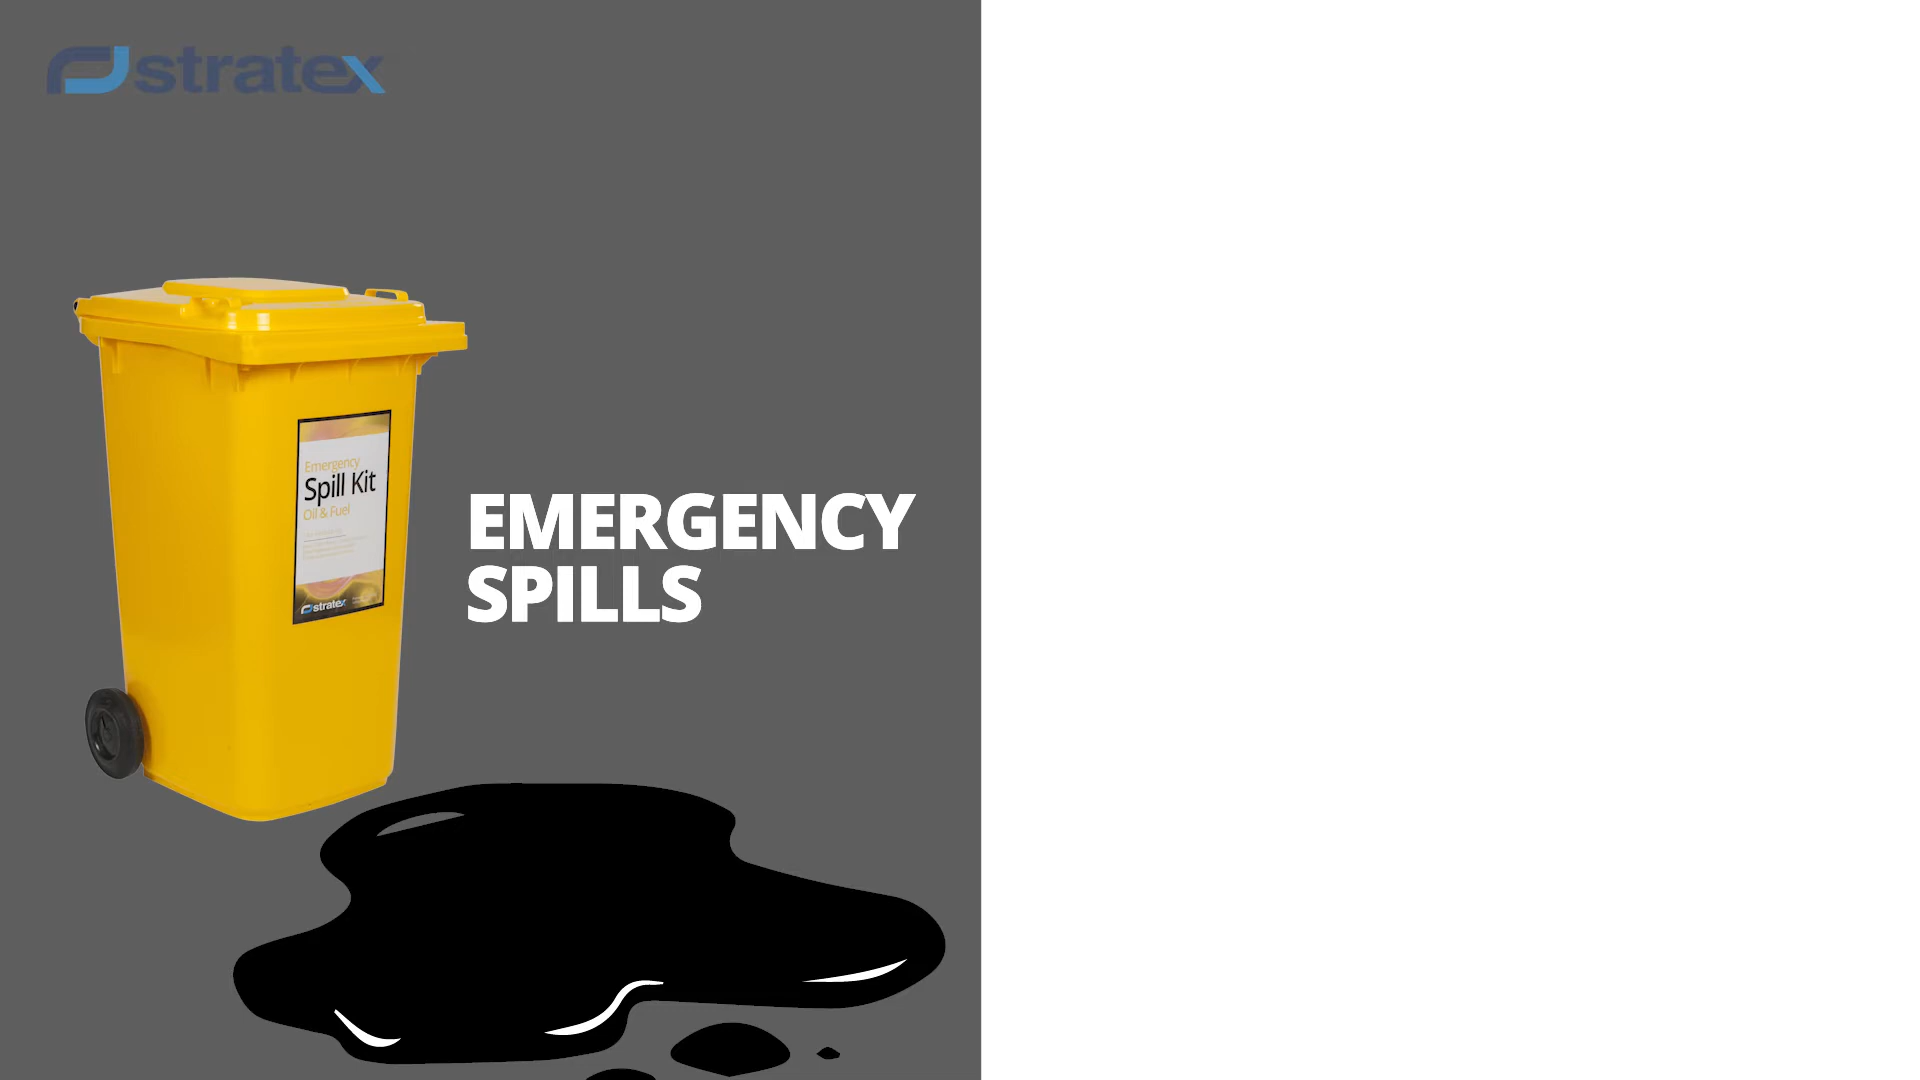 stratex
Emergency
Spill Kit
Oil & Fuel
stratex
EMERGENCY
SPILLS